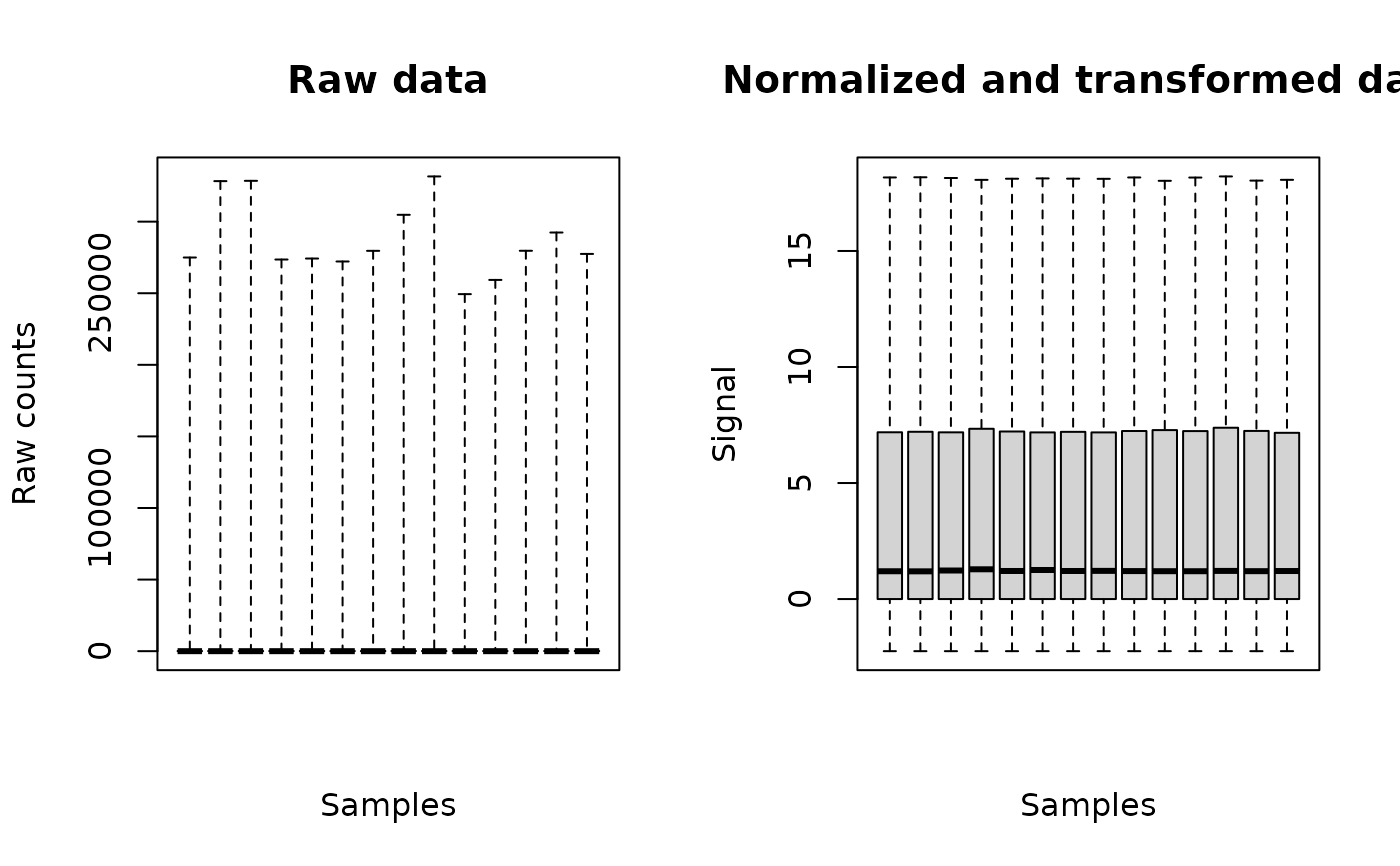 Raw data
Raw counts
250000
100000
0
Samples
Normalized and transformed da
Signal
15
10
5
0
Samples